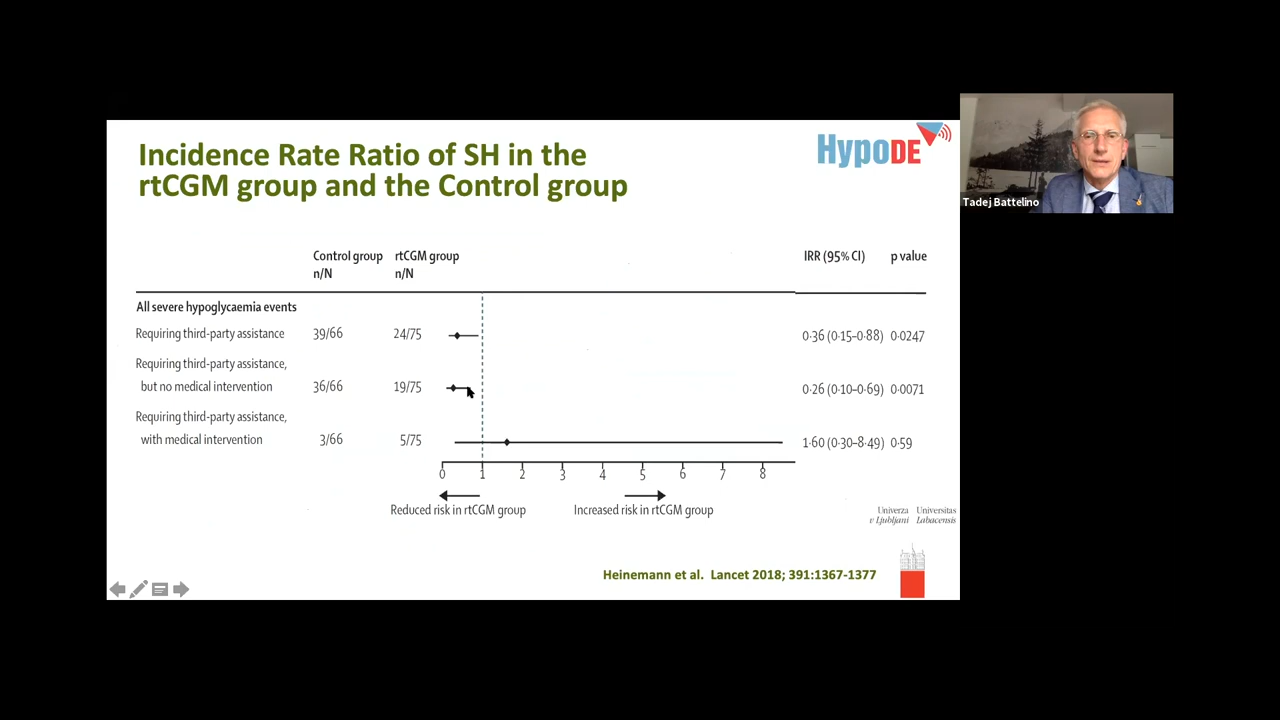 Incidence Rate Ratio of SH in the
rtCGM group and the Control group
HypoDE
Tadej Battelino
Control group rtCGM group IRR (95% CI) p value
n/N n/N
All severe hypoglycaemia events
Requiring third-party assistance 39/66 24/75 0·36 (0·15–0·88) 0·0247
Requiring third-party assistance,
but no medical intervention 36/66 19/75 0·26 (0·10–0·69) 0·0071
Requiring third-party assistance,
with medical intervention 3/66 5/75 1·60 (0·30–8·49) 0·59
0 1 2 3 4 5 6 7 8
Reduced risk in rtCGM group Increased risk in rtCGM group
Univerza Universitas
v Ljubljani Labacensis
Heinemann et al. Lancet 2018; 391:1367-1377